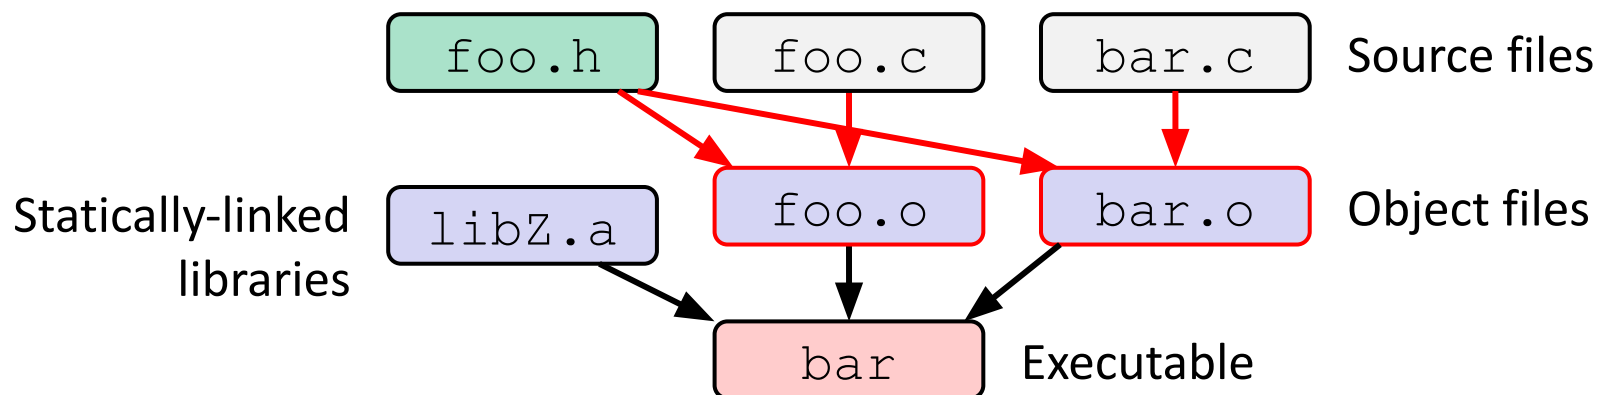 foo.h foo.c bar.c Source files
Statically-linked
libraries
libZ.a foo.o bar.o Object files
bar Executable